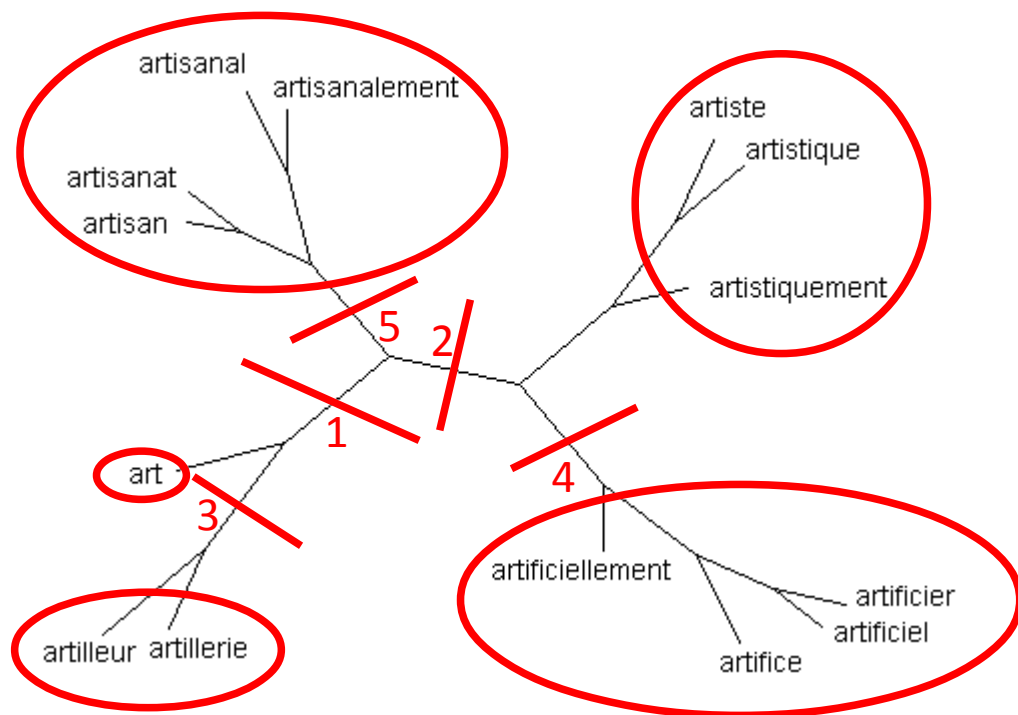 artisanal
artisanalement
artisanat
artisan
artiste
artistique
artistiquement
5
2
1
art
3
4
artilleur
artillerie
artificiellement
artificier
artificiel
artifice